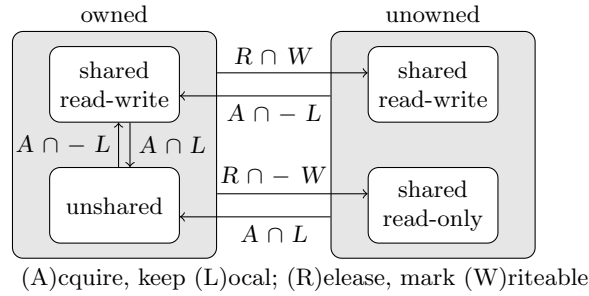 owned
unowned
shared
read-write
R ∩ W
shared
read-write
A ∩ − L
A ∩ − L
A ∩ L
R ∩ − W
unshared
shared
read-only
A ∩ L
(A)cquire, keep (L)ocal; (R)elease, mark (W)riteable